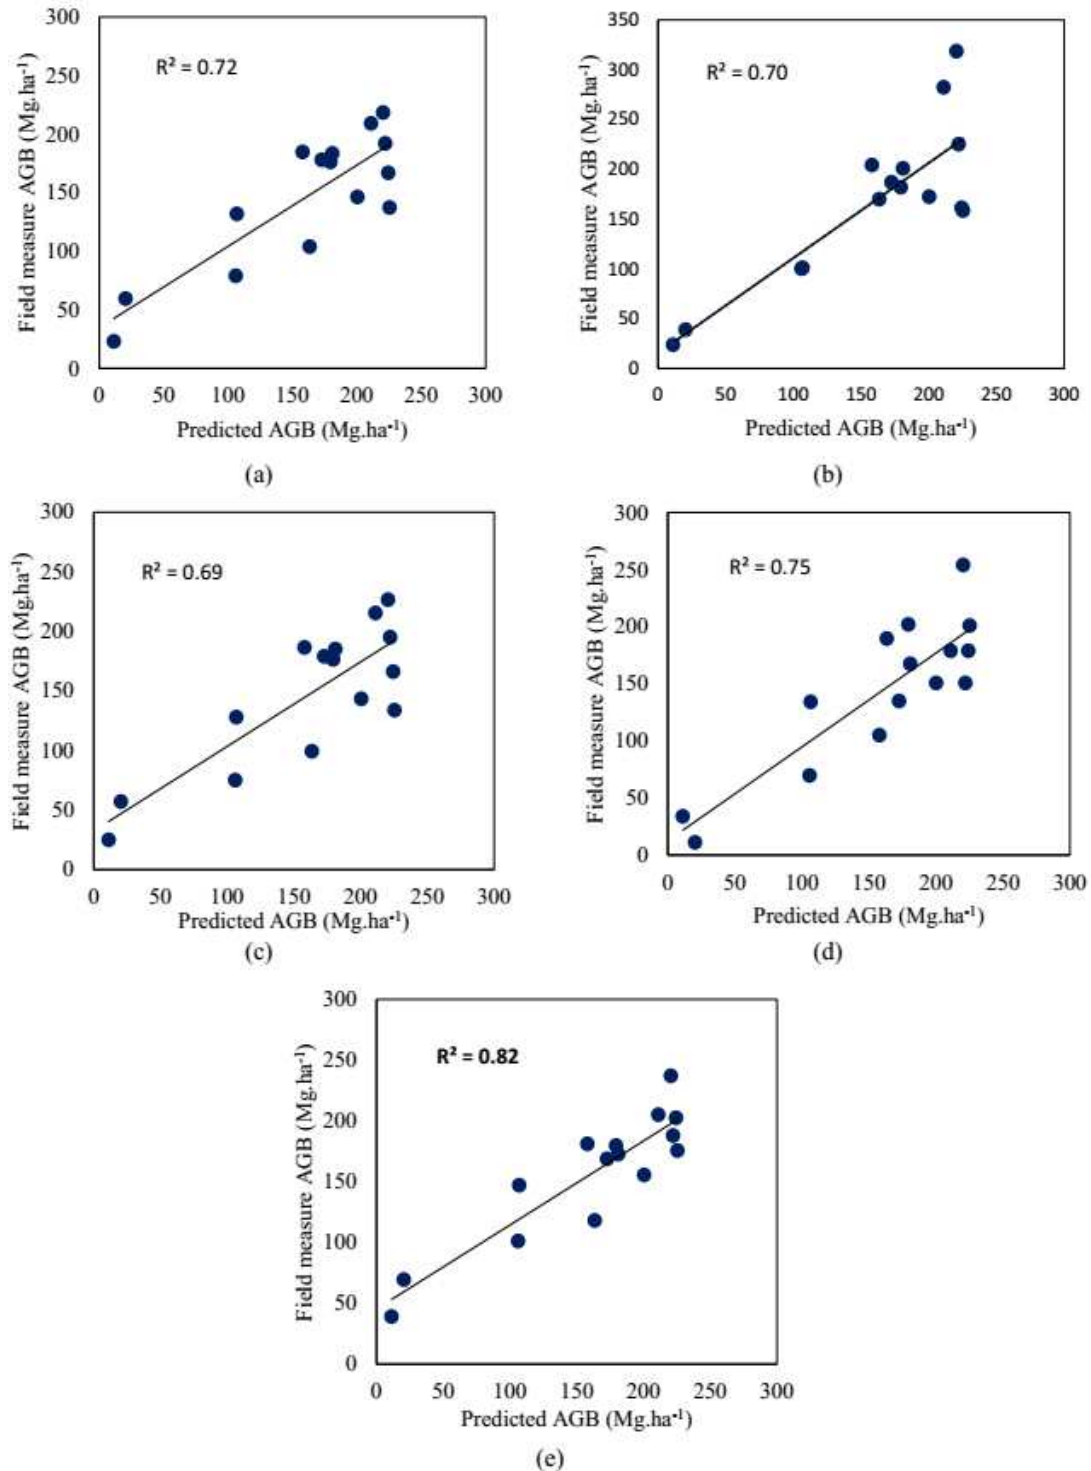 300
250
200
150
100
50
0
R² = 0.72
Field measure AGB (Mg.ha⁻¹)
0 50 100 150 200 250 300
Predicted AGB (Mg.ha⁻¹)
(a)
350
300
250
200
150
100
50
0
R² = 0.70
Field measure AGB (Mg.ha⁻¹)
0 50 100 150 200 250 300
Predicted AGB (Mg.ha⁻¹)
(b)
300
250
200
150
100
50
0
R² = 0.69
Field measure AGB (Mg.ha⁻¹)
0 50 100 150 200 250 300
Predicted AGB (Mg.ha⁻¹)
(c)
300
250
200
150
100
50
0
R² = 0.75
Field measure AGB (Mg.ha⁻¹)
0 50 100 150 200 250 300
Predicted AGB (Mg.ha⁻¹)
(d)
300
250
200
150
100
50
0
R² = 0.82
Field measure AGB (Mg.ha⁻¹)
0 50 100 150 200 250 300
Predicted AGB (Mg.ha⁻¹)
(e)